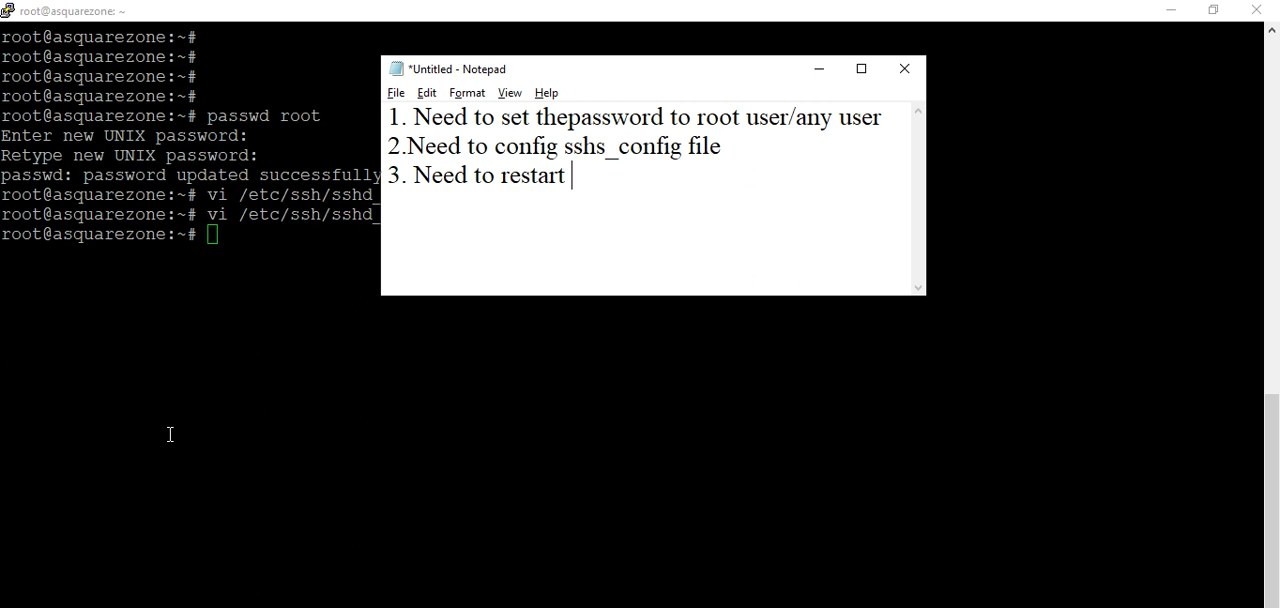 root@asquarezone: ~
root@asquarezone:~#
root@asquarezone:~#
root@asquarezone:~#
root@asquarezone:~#
root@asquarezone:~# passwd root
Enter new UNIX password:
Retype new UNIX password:
passwd: password updated successfully
root@asquarezone:~# vi /etc/ssh/sshd_
root@asquarezone:~# vi /etc/ssh/sshd_
root@asquarezone:~#
*Untitled - Notepad
File Edit Format View Help
1. Need to set thepassword to root user/any user
2.Need to config sshs_config file
3. Need to restart